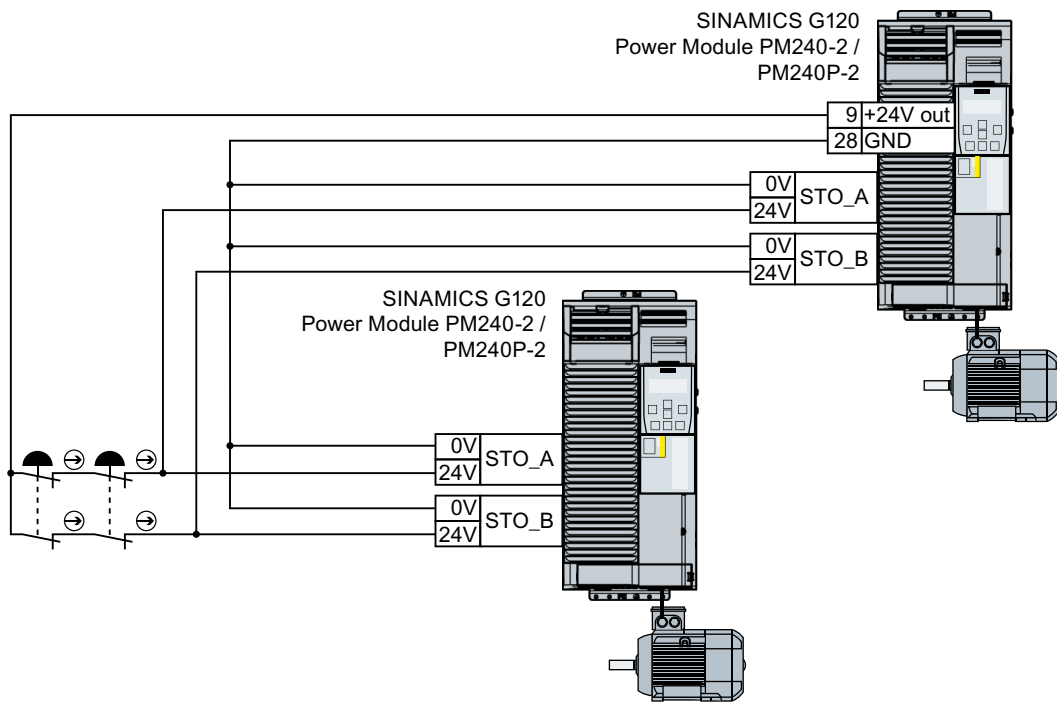 SINAMICS G120
Power Module PM240-2 /
PM240P-2
9 +24V out
28 GND
0V
STO_A
24V
0V
STO_B
24V
SINAMICS G120
Power Module PM240-2 /
PM240P-2
0V
STO_A
24V
0V
STO_B
24V